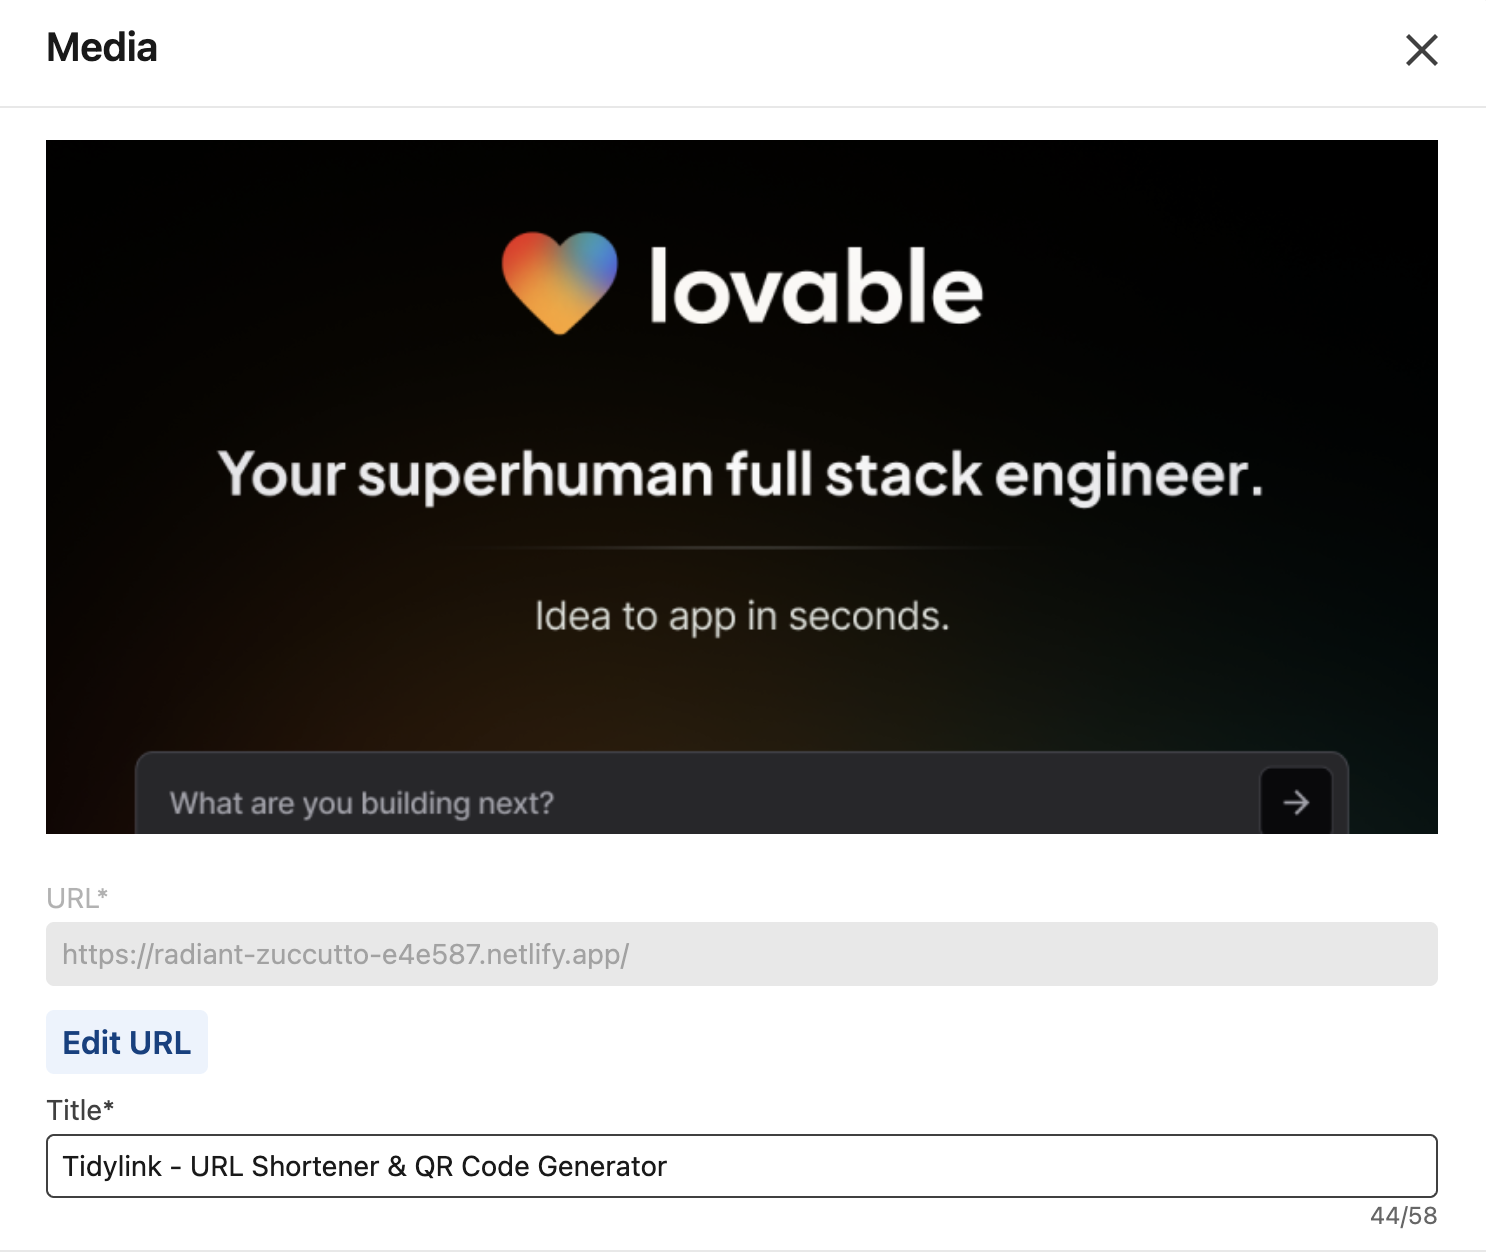 Media
lovable
Your superhuman full stack engineer.
Idea to app in seconds.
What are you building next?
URL*
https://radiant-zuccutto-e4e587.netlify.app/
Edit URL
Title*
Tidylink - URL Shortener & QR Code Generator
44/58